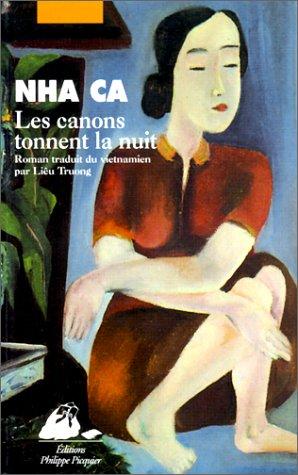 NHA CA
Les canons
tonnent la nuit
Roman traduit du vietnamien
par Liêu Truong
Éditions
Philippe Picquier